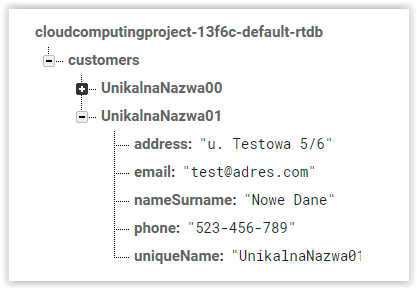 cloudcomputingproject-13f6c-default-rtdb
customers
UnikalnaNazwa00
UnikalnaNazwa01
address: "u. Testowa 5/6"
email: "test@adres.com"
nameSurname: "Nowe Dane"
phone: "523-456-789"
uniqueName: "UnikalnaNazwa01